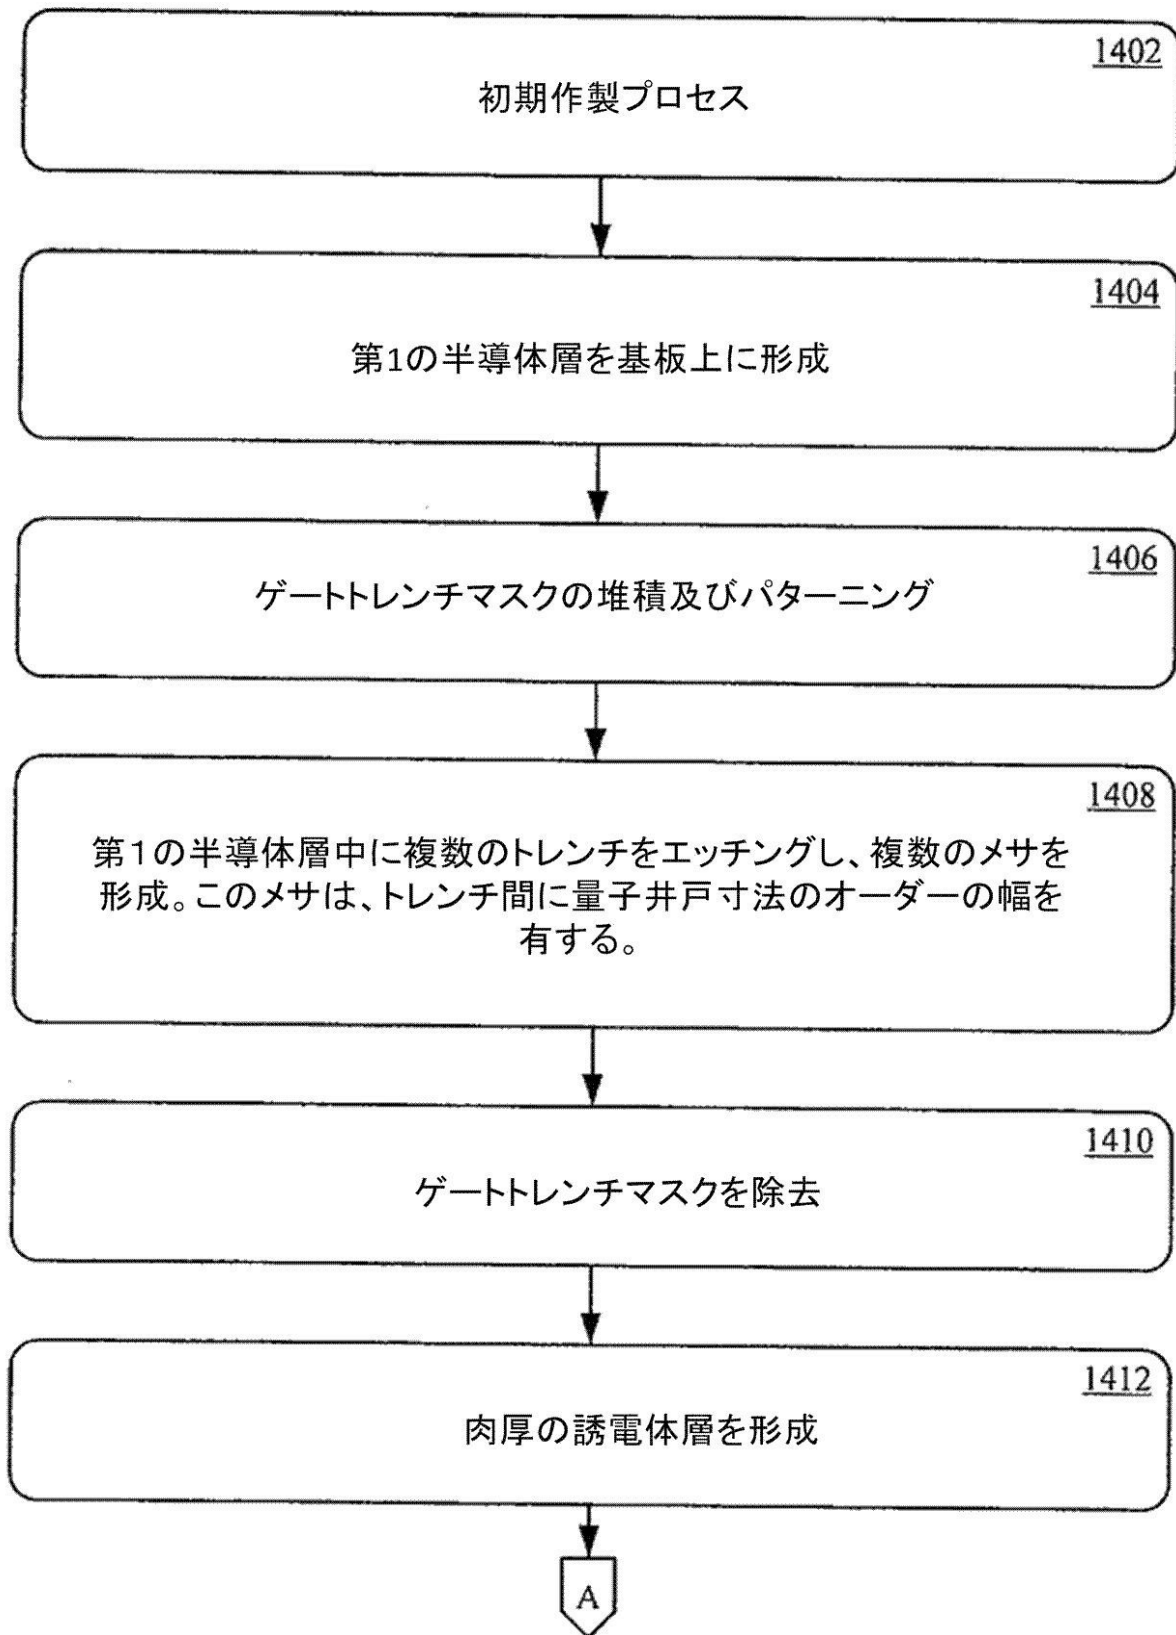 1402
初期作製プロセス
1404
第1の半導体層を基板上に形成
1406
ゲートトレンチマスクの堆積及びパターニング
1408
第１の半導体層中に複数のトレンチをエッチングし、複数のメサを
形成。このメサは、トレンチ間に量子井戸寸法のオーダーの幅を
有する。
1410
ゲートトレンチマスクを除去
1412
肉厚の誘電体層を形成
A